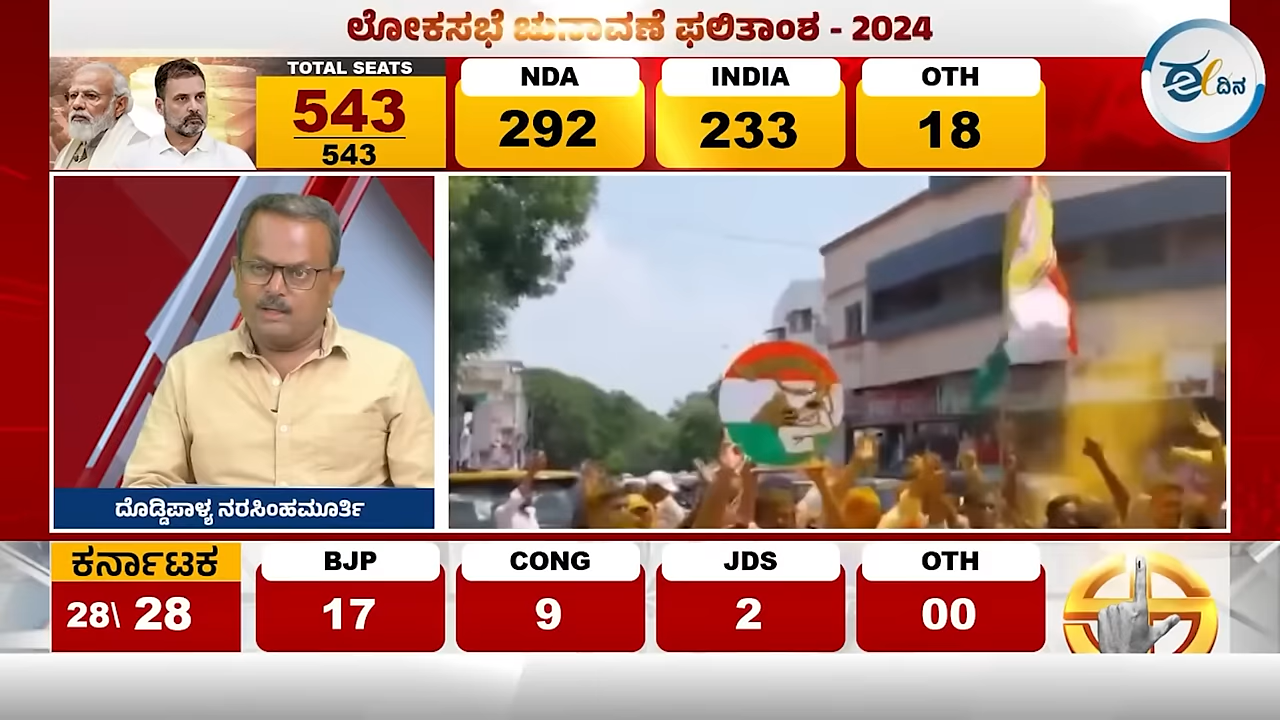 ಲೋಕಸಭೆ ಚುನಾವಣೆ ಫಲಿತಾಂಶ - 2024
ಈ ದಿನ
TOTAL SEATS
543
543
NDA
292
INDIA
233
OTH
18
ದೊಡ್ಡಿಪಾಳ್ಯ ನರಸಿಂಹಮೂರ್ತಿ
ಕರ್ನಾಟಕ
28\ 28
BJP
17
CONG
9
JDS
2
OTH
00